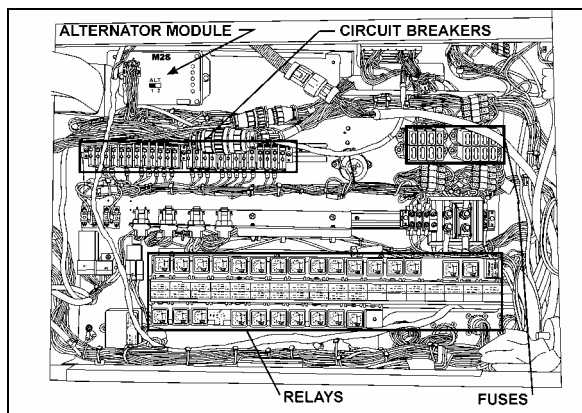 ALTERNATOR MODULE
CIRCUIT BREAKERS
M2S
ALT.
1 2
RELAYS
FUSES